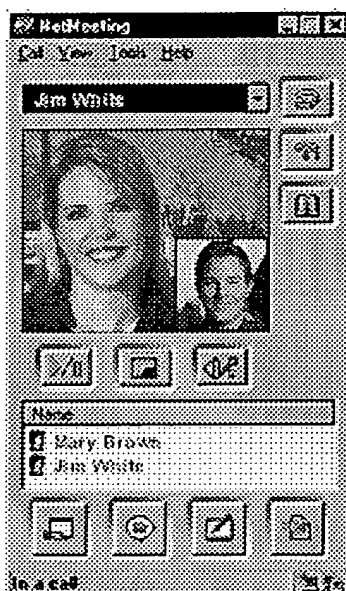 NetMeeting
Call View Tools Help
Jim White
Name
Mary Brown
Jim White
In a call